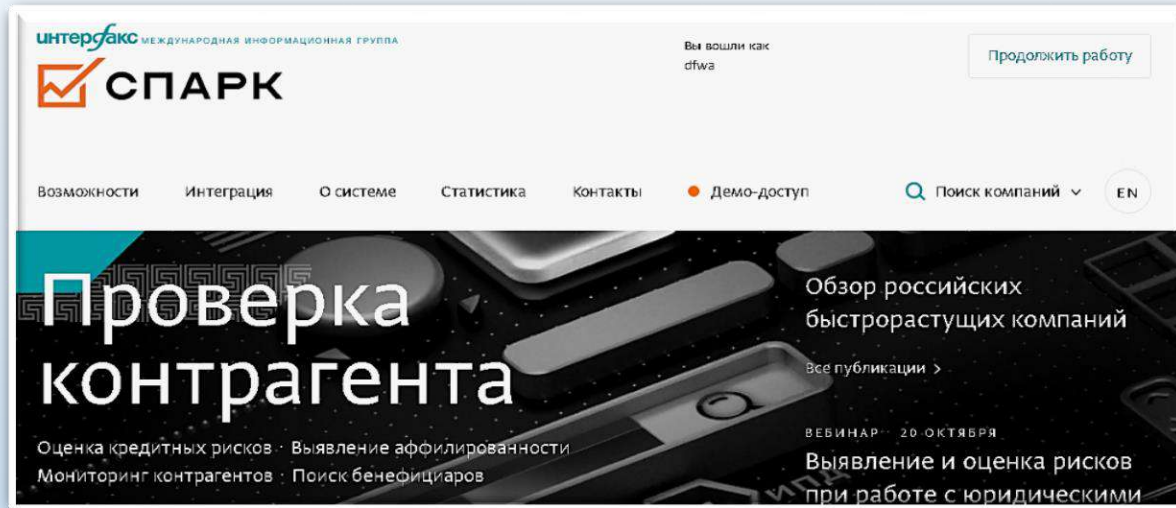 интерфакс МЕЖДУНАРОДНАЯ ИНФОРМАЦИОННАЯ ГРУППА
СПАРК
Вы вошли как
dfwa
Продолжить работу
Возможности Интеграция О системе Статистика Контакты Демо-доступ Поиск компаний EN
Проверка
контрагента
Оценка кредитных рисков · Выявление аффилированности
Мониторинг контрагентов · Поиск бенефициаров
Обзор российских
быстрорастущих компаний
Все публикации >
ВЕБИНАР · 20 ОКТЯБРЯ
Выявление и оценка рисков
при работе с юридическими
ИПД